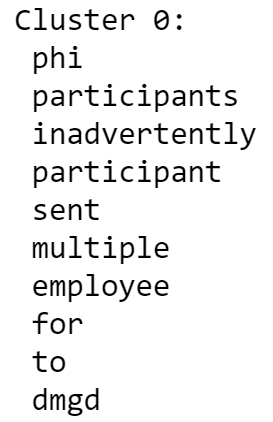 Cluster 0:
phi
participants
inadvertently
participant
sent
multiple
employee
for
to
dmgd